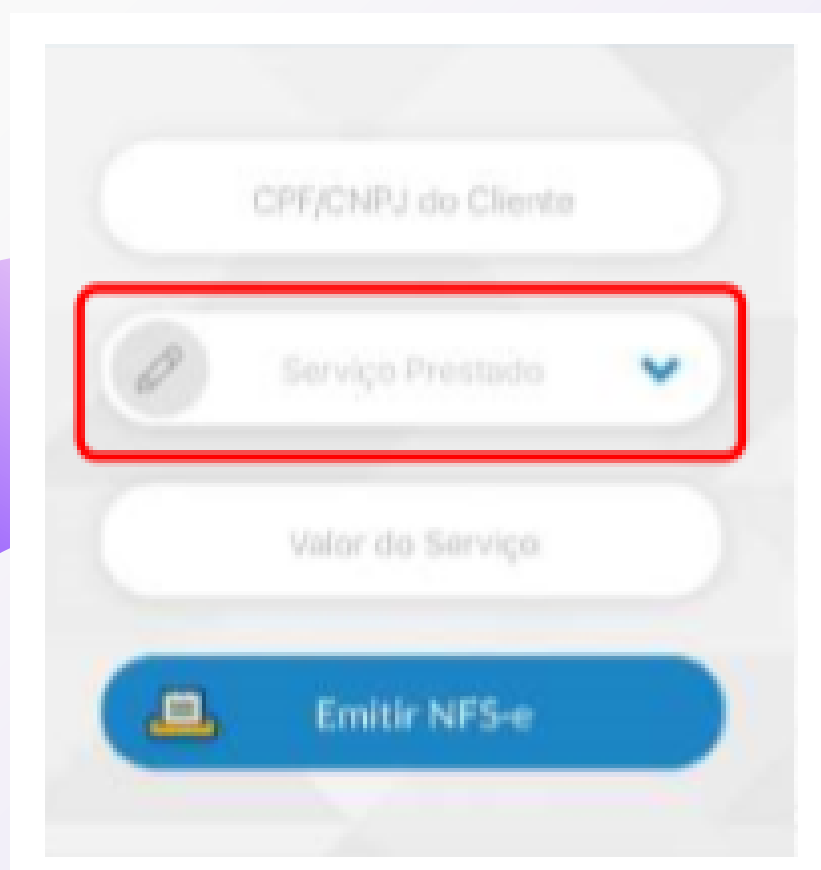 CPF/CNPJ do Cliente
Serviço Prestado
Valor do Serviço
Emitir NFS-e